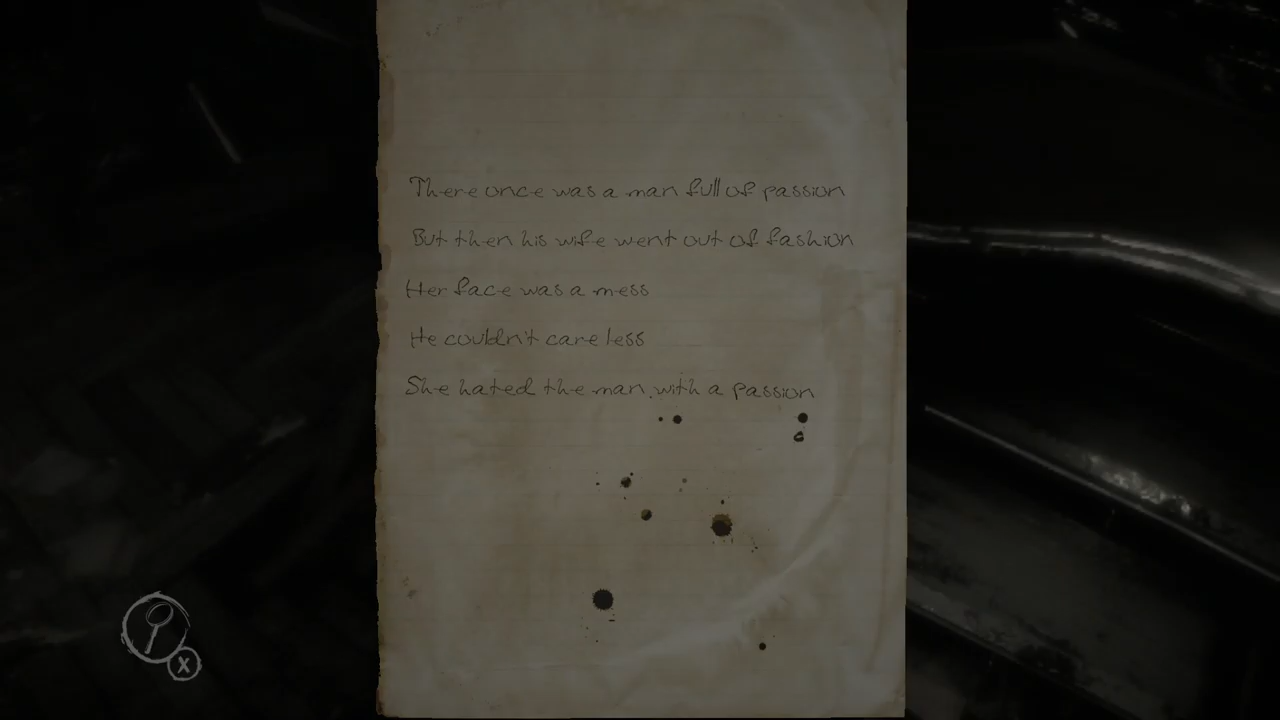 There once was a man full of passion
But then his wife went out of fashion
Her face was a mess
He couldn't care less
She hated the man with a passion
X